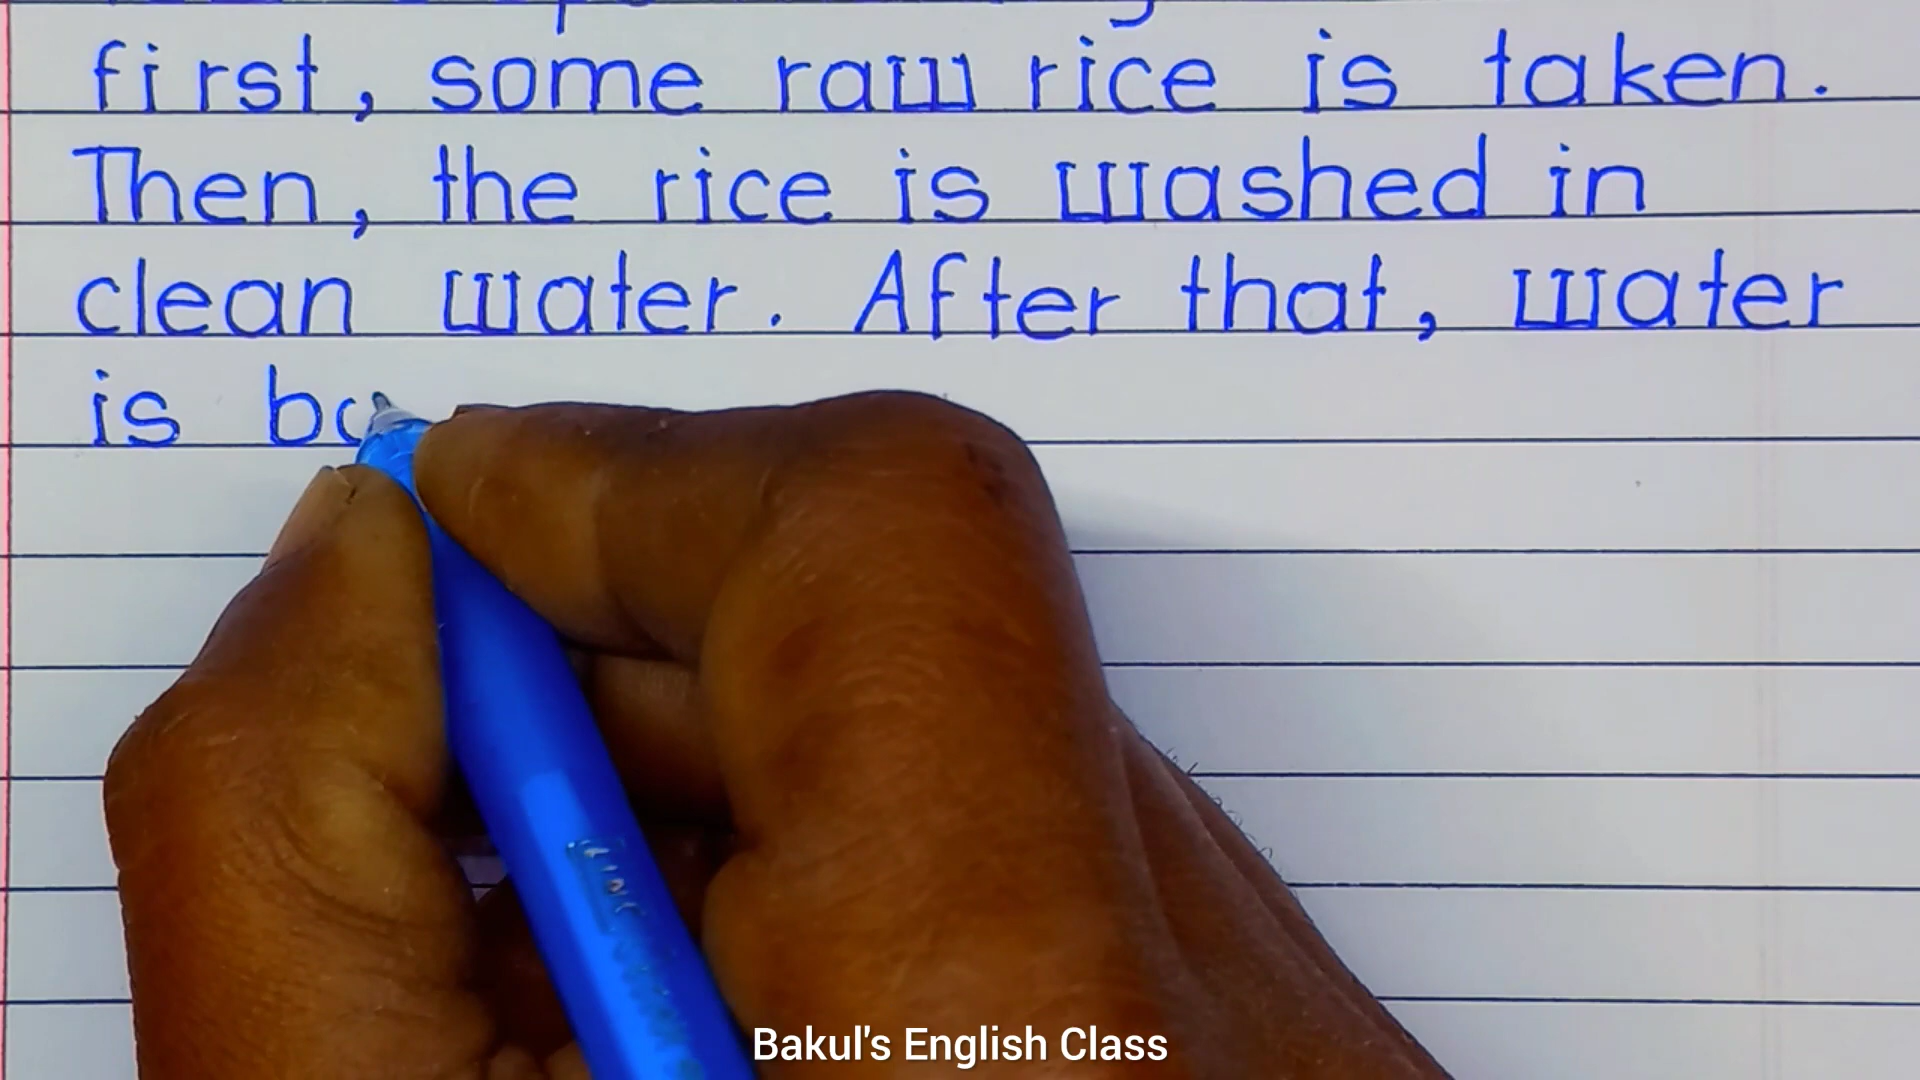 first, some raw rice is taken.
Then, the rice is washed in
clean water. After that, water
is
Bakul's English Class